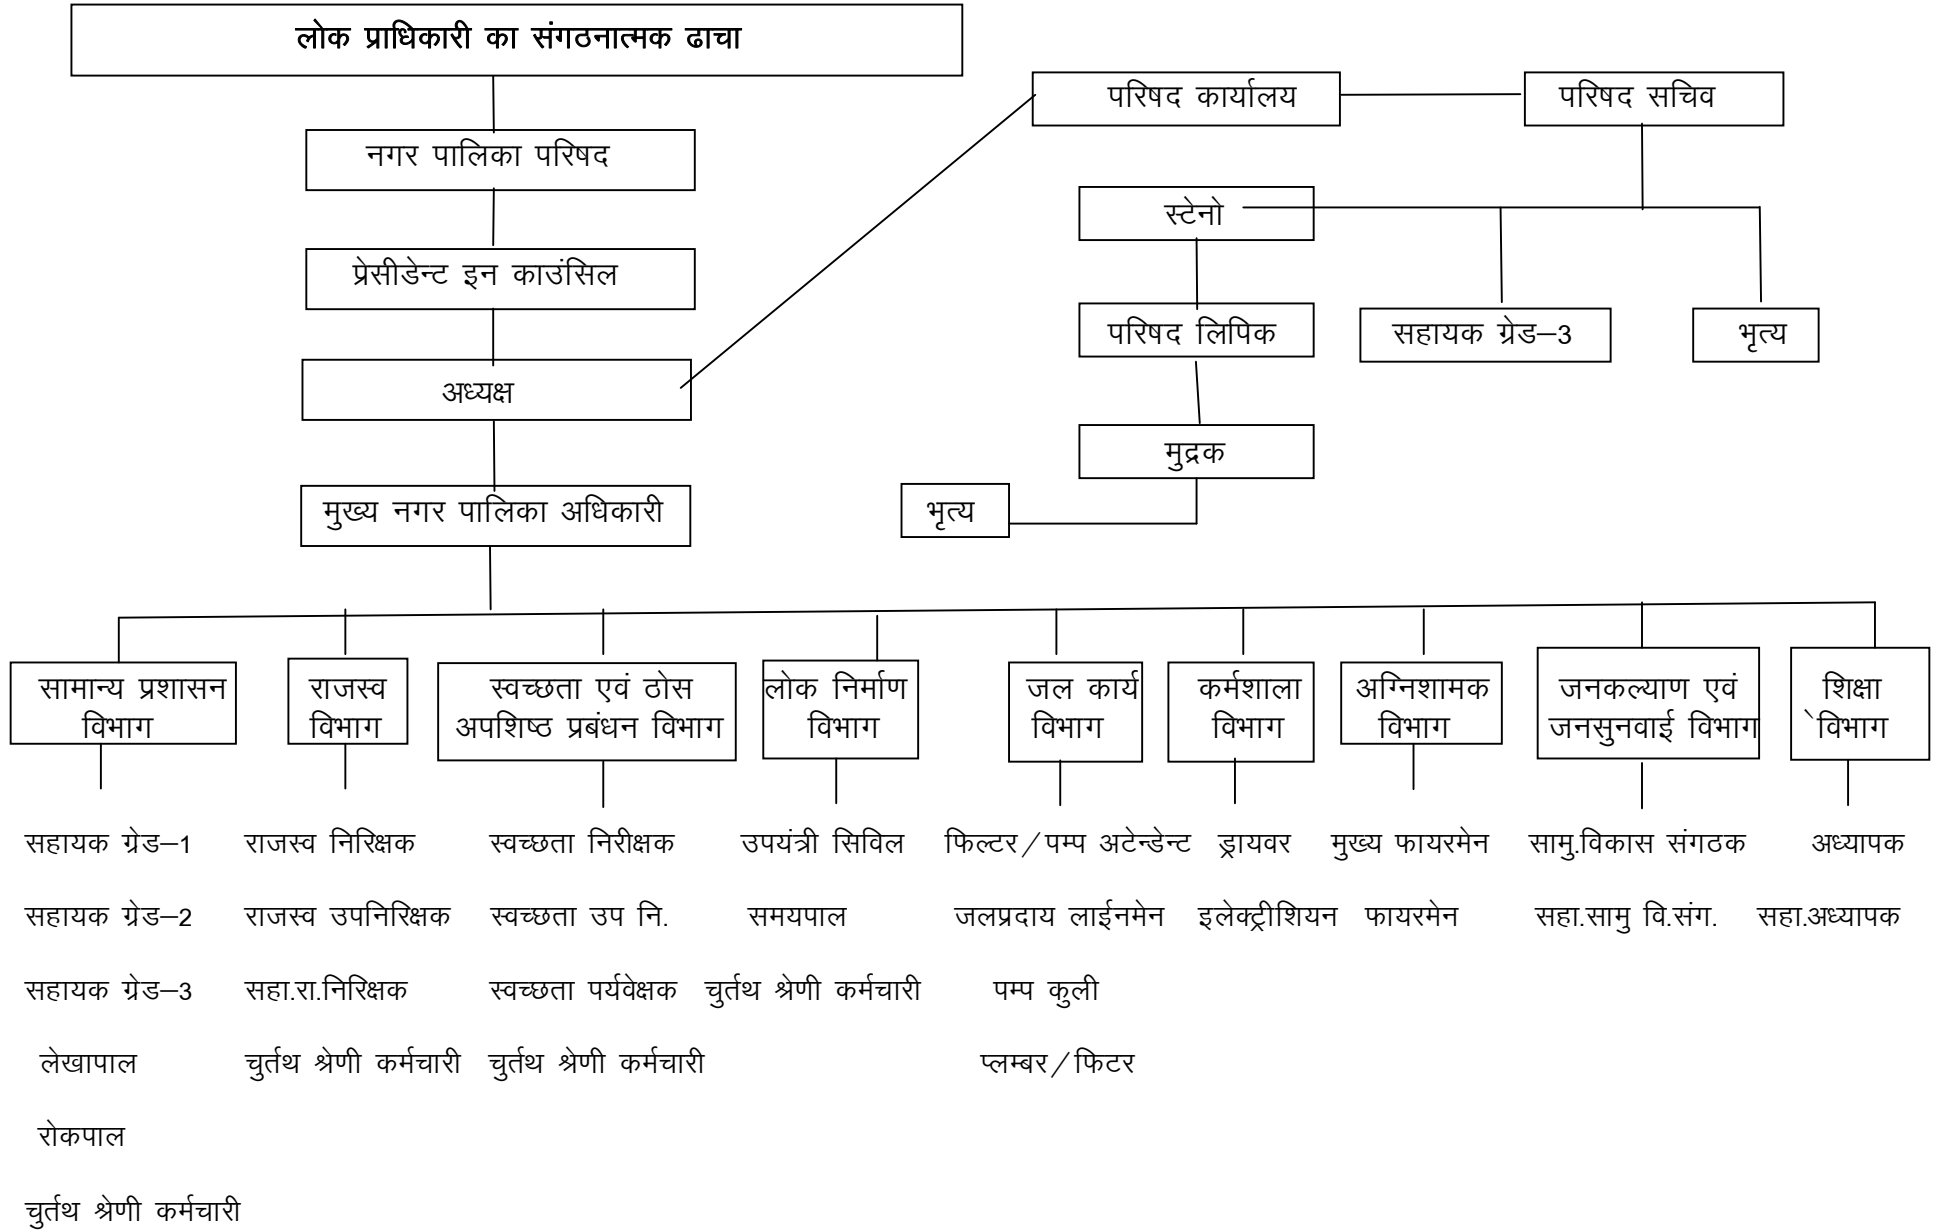 लोक प्राधिकारी का संगठनात्मक ढाचा
परिषद कार्यालय
परिषद सचिव
नगर पालिका परिषद
स्टेनो
प्रेसीडेन्ट इन काउंसिल
परिषद लिपिक
सहायक ग्रेड–3
भृत्य
अध्यक्ष
मुद्रक
मुख्य नगर पालिका अधिकारी
भृत्य
सामान्य प्रशासन
विभाग
राजस्व
विभाग
स्वच्छता एवं ठोस
अपशिष्ठ प्रबंधन विभाग
लोक निर्माण
विभाग
जल कार्य
विभाग
कर्मशाला
विभाग
अग्निशामक
विभाग
जनकल्याण एवं
जनसुनवाई विभाग
शिक्षा
`विभाग
सहायक ग्रेड–1 राजस्व निरिक्षक स्वच्छता निरीक्षक उपयंत्री सिविल फिल्टर/पम्प अटेन्डेन्ट ड्रायवर मुख्य फायरमेन सामु.विकास संगठक अध्यापक
सहायक ग्रेड–2 राजस्व उपनिरिक्षक स्वच्छता उप नि. समयपाल जलप्रदाय लाईनमेन इलेक्ट्रीशियन फायरमेन सहा.सामु वि.संग. सहा.अध्यापक
सहायक ग्रेड–3 सहा.रा.निरिक्षक स्वच्छता पर्यवेक्षक चुर्तथ श्रेणी कर्मचारी पम्प कुली
लेखापाल चुर्तथ श्रेणी कर्मचारी चुर्तथ श्रेणी कर्मचारी प्लम्बर/फिटर
रोकपाल
चुर्तथ श्रेणी कर्मचारी